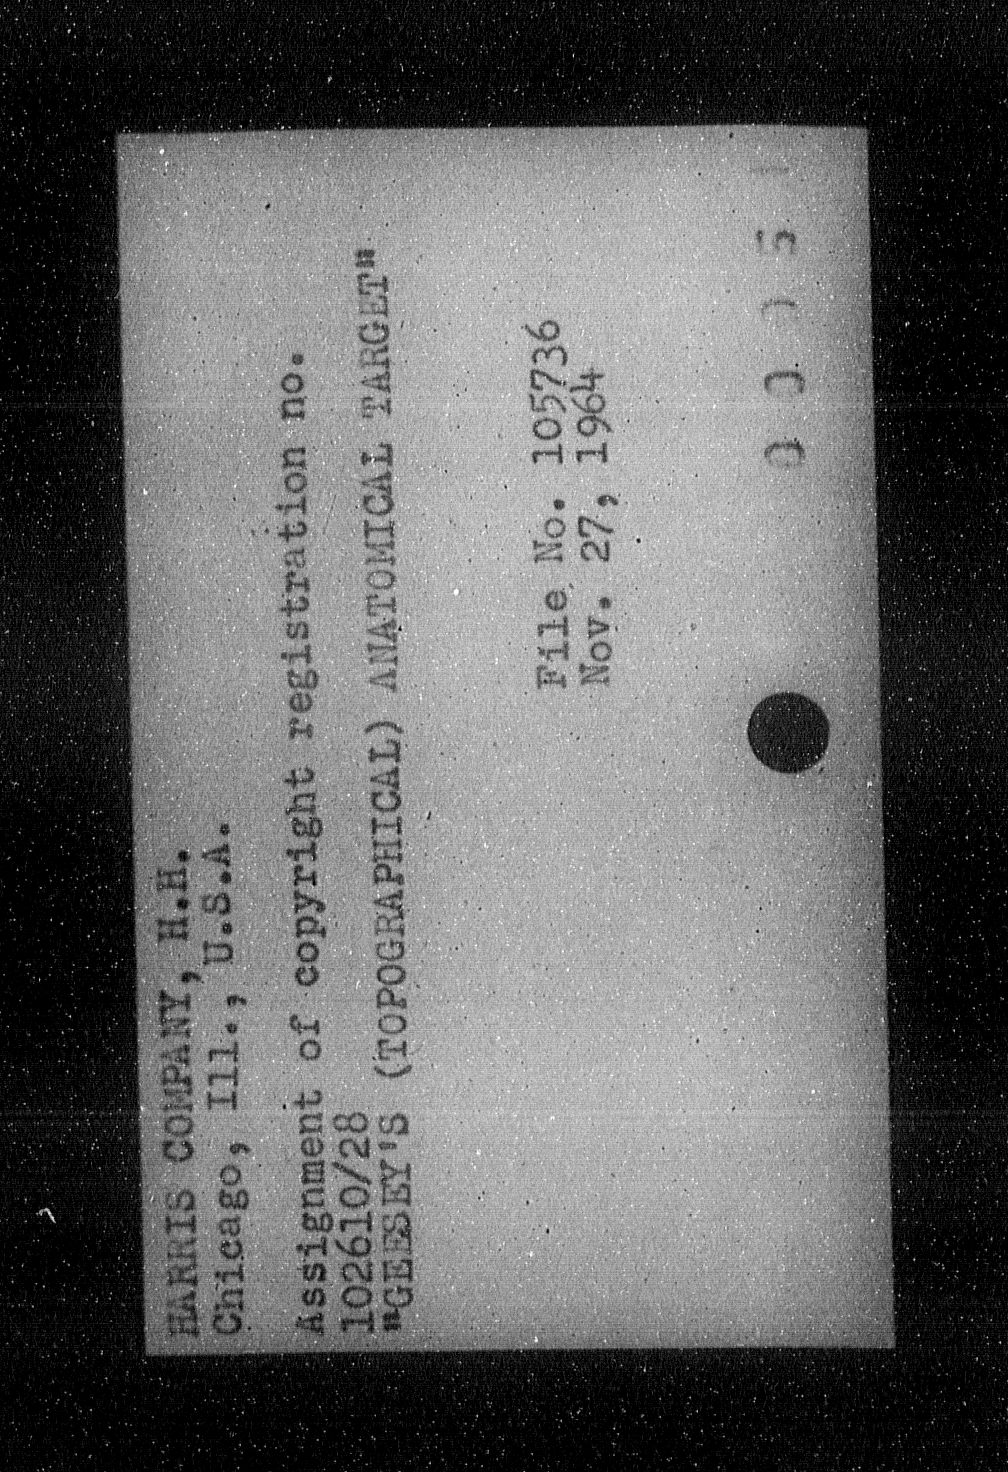 HARRIS COMPANY, H.H.
Chicago, Ill., U.S.A.
Assignment of copyright registration no.
102610/28
"GEESEY'S (TOPOGRAPHICAL) ANATOMICAL TARGET"
File No. 105736
Nov. 27, 1964